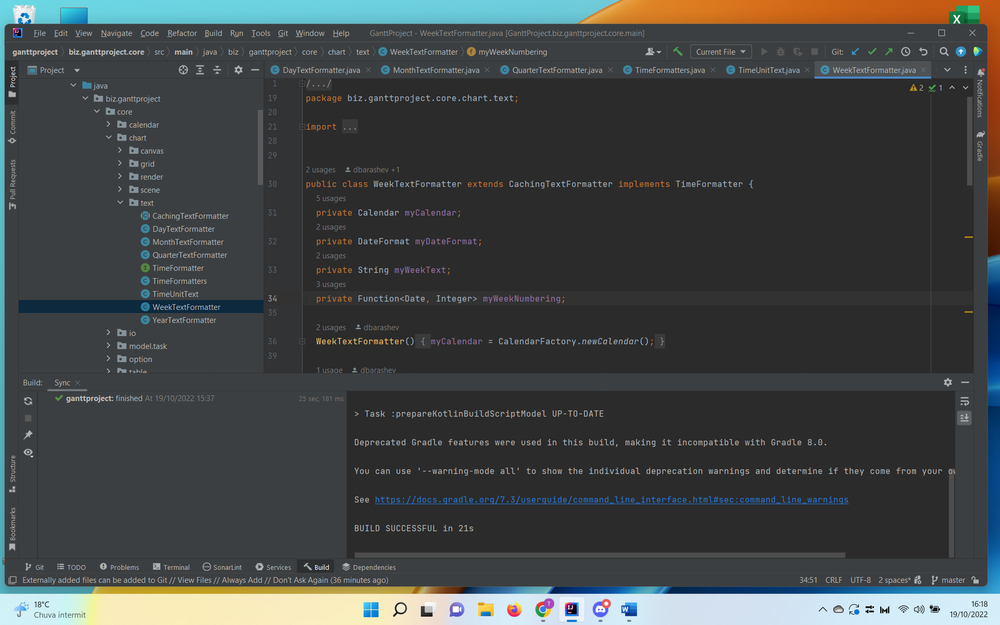 File Edit View Navigate Code Refactor Build Run Tools Git Window Help GanttProject - WeekTextFormatter.java [GanttProject.biz.ganttproject.core.main]
ganttproject biz.ganttproject.core src main java biz ganttproject core chart text WeekTextFormatter myWeekNumbering Current File Git:
Project
DayTextFormatter.java MonthTextFormatter.java QuarterTextFormatter.java TimeFormatters.java TimeUnitText.java WeekTextFormatter.java
Project
Commit
Pull Requests
Structure
Bookmarks
java
biz.ganttproject
core
calendar
chart
canvas
grid
render
scene
text
CachingTextFormatter
DayTextFormatter
MonthTextFormatter
QuarterTextFormatter
TimeFormatter
TimeFormatters
TimeUnitText
WeekTextFormatter
YearTextFormatter
io
model.task
option
table
1 /.../
2 1
19 package biz.ganttproject.core.chart.text;
20
21 import ...
28
29
2 usages dbarashev +1
30 public class WeekTextFormatter extends CachingTextFormatter implements TimeFormatter {
5 usages
31 private Calendar myCalendar;
2 usages
32 private DateFormat myDateFormat;
2 usages
33 private String myWeekText;
3 usages
34 private Function<Date, Integer> myWeekNumbering;
35
2 usages dbarashev
36 WeekTextFormatter() { myCalendar = CalendarFactory.newCalendar(); }
39
1 usage dbarashev
Notifications
Gradle
Build: Sync
ganttproject: finished At 19/10/2022 15:37 25 sec, 181 ms
> Task :prepareKotlinBuildScriptModel UP-TO-DATE
Deprecated Gradle features were used in this build, making it incompatible with Gradle 8.0.
You can use '--warning-mode all' to show the individual deprecation warnings and determine if they come from your ow
See https://docs.gradle.org/7.3/userguide/command_line_interface.html#sec:command_line_warnings
BUILD SUCCESSFUL in 21s
Git TODO Problems Terminal SonarLint Services Build Dependencies
Externally added files can be added to Git // View Files // Always Add // Don't Ask Again (36 minutes ago) 34:51 CRLF UTF-8 2 spaces* master
18°C
Chuva intermit
16:18
19/10/2022